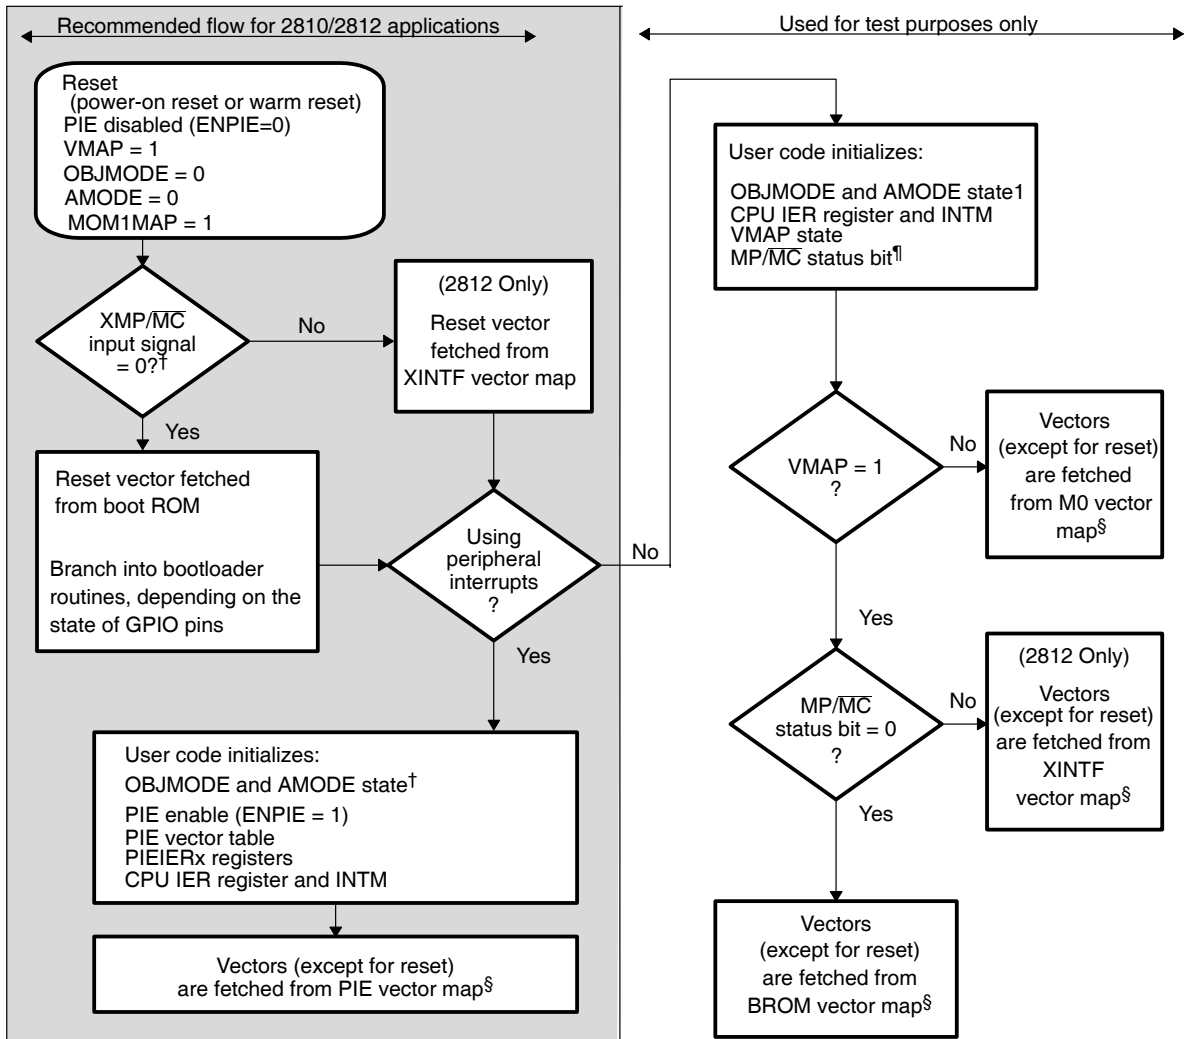 Recommended flow for 2810/2812 applications
Used for test purposes only
Reset
(power-on reset or warm reset)
PIE disabled (ENPIE=0)
VMAP = 1
OBJMODE = 0
AMODE = 0
MOM1MAP = 1
XMP/M̅C̅
input signal
= 0?†
No
Yes
(2812 Only)
Reset vector
fetched from
XINTF vector map
Reset vector fetched
from boot ROM
Branch into bootloader
routines, depending on the
state of GPIO pins
Using
peripheral
interrupts
?
No
Yes
User code initializes:
OBJMODE and AMODE state†
PIE enable (ENPIE = 1)
PIE vector table
PIEIERx registers
CPU IER register and INTM
Vectors (except for reset)
are fetched from PIE vector map§
User code initializes:
OBJMODE and AMODE state1
CPU IER register and INTM
VMAP state
MP/M̅C̅ status bit¶
VMAP = 1
?
No
Vectors
(except for reset)
are fetched
from M0 vector
map§
Yes
MP/M̅C̅
status bit = 0
?
No
(2812 Only)
Vectors
(except for reset)
are fetched from
XINTF
vector map§
Yes
Vectors
(except for reset)
are fetched from
BROM vector map§